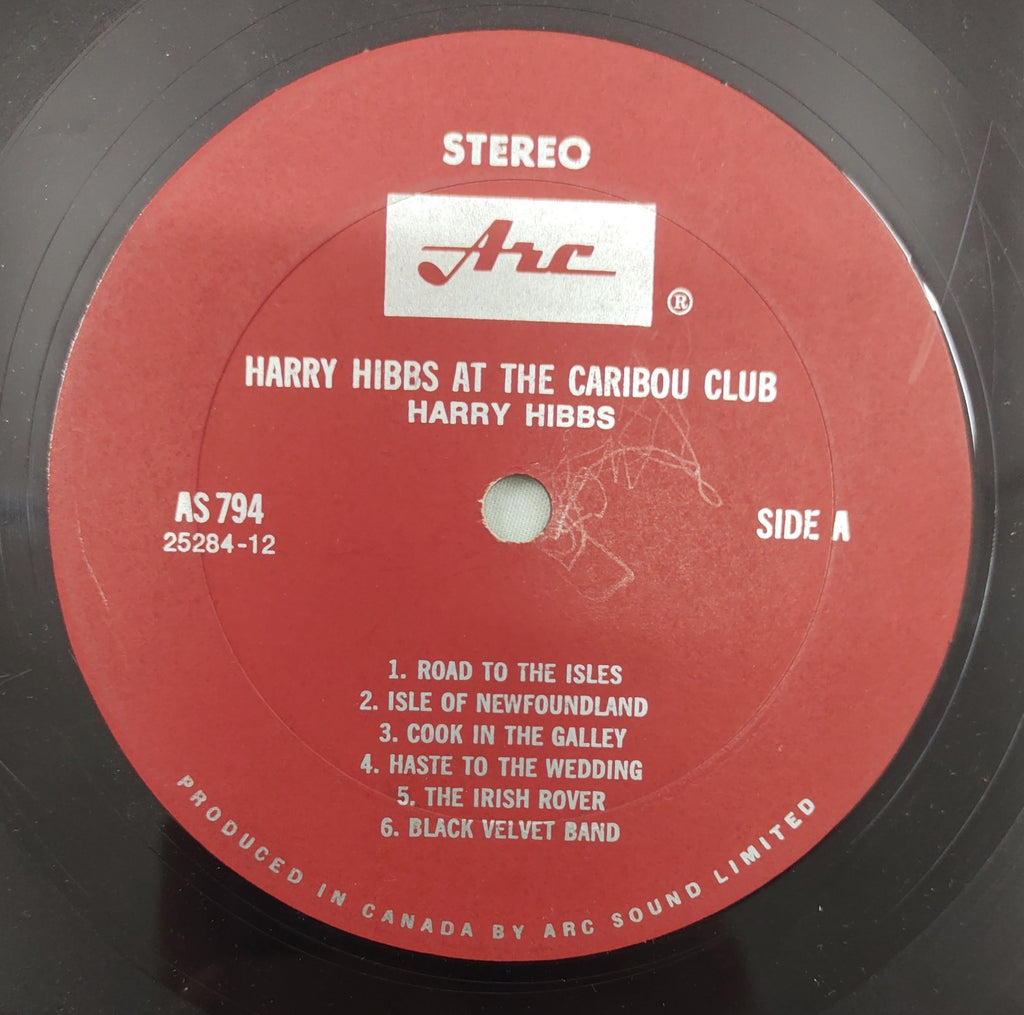 STEREO
Arc
®
HARRY HIBBS AT THE CARIBOU CLUB
HARRY HIBBS
AS 794
25284-12
SIDE A
1. ROAD TO THE ISLES
2. ISLE OF NEWFOUNDLAND
3. COOK IN THE GALLEY
4. HASTE TO THE WEDDING
5. THE IRISH ROVER
6. BLACK VELVET BAND
PRODUCED IN CANADA BY ARC SOUND LIMITED